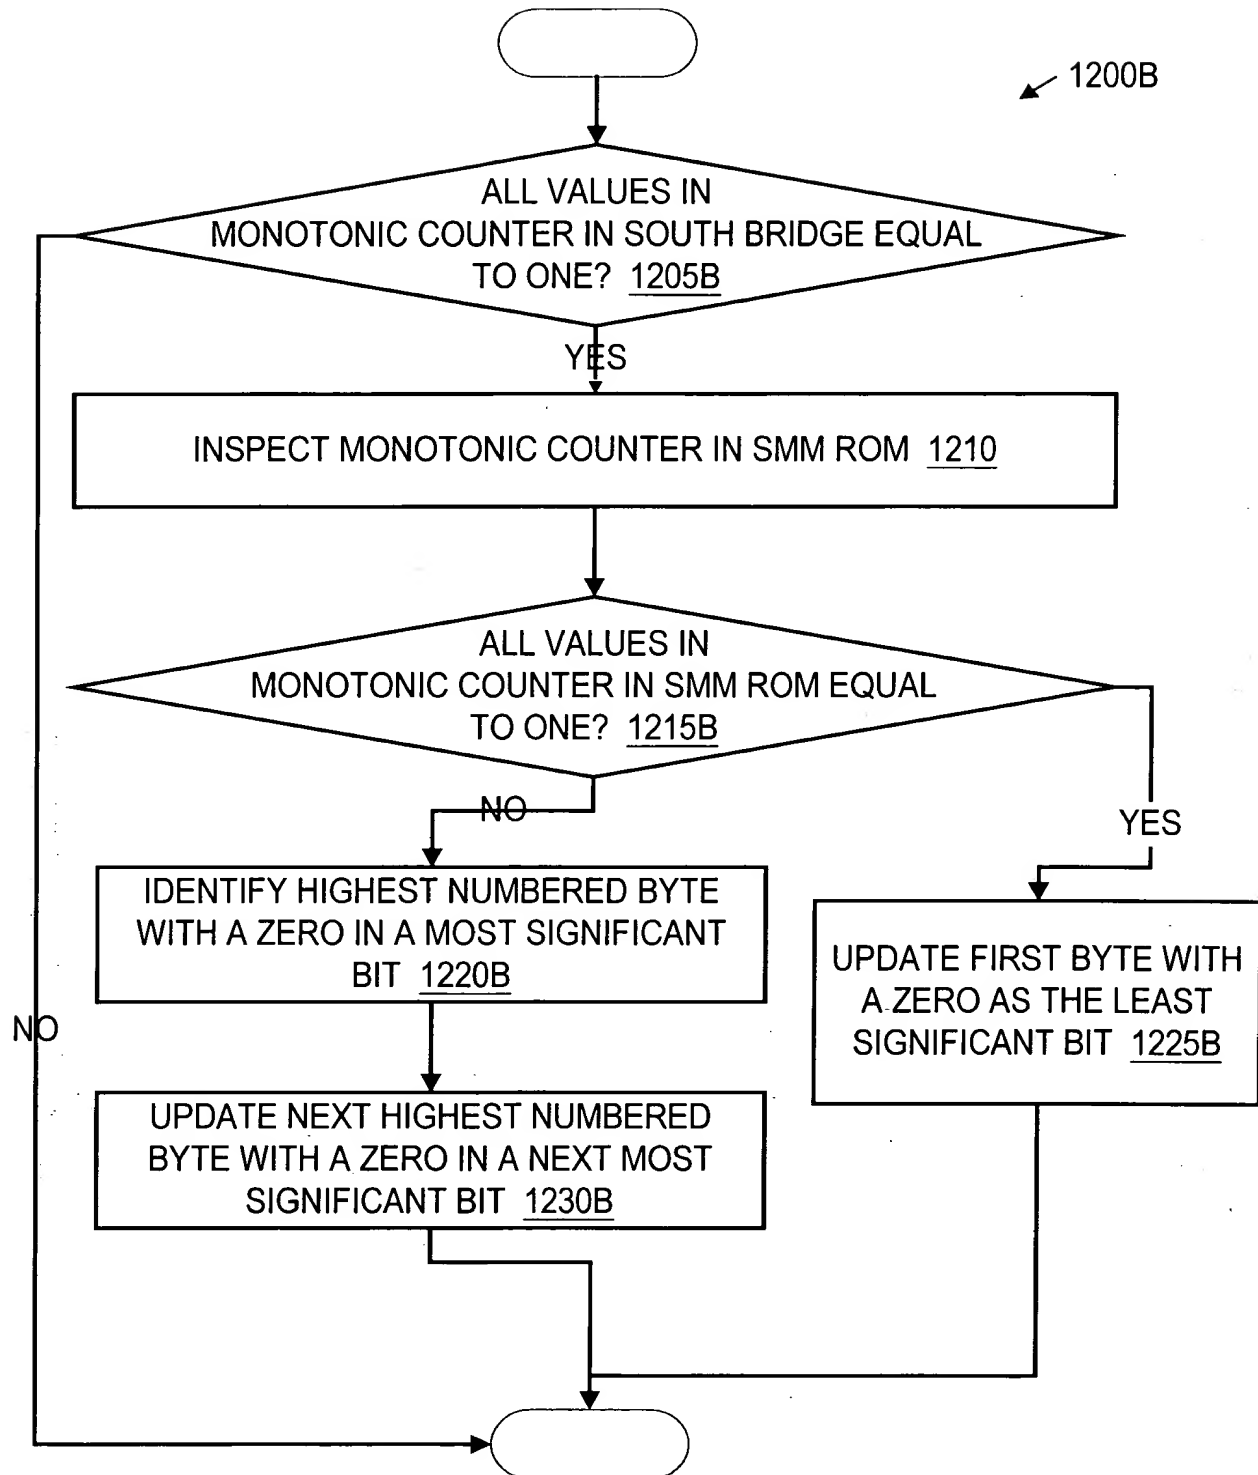 1200B
ALL VALUES IN
MONOTONIC COUNTER IN SOUTH BRIDGE EQUAL
TO ONE? 1205B
YES
INSPECT MONOTONIC COUNTER IN SMM ROM 1210
ALL VALUES IN
MONOTONIC COUNTER IN SMM ROM EQUAL
TO ONE? 1215B
NO
YES
IDENTIFY HIGHEST NUMBERED BYTE
WITH A ZERO IN A MOST SIGNIFICANT
BIT 1220B
UPDATE FIRST BYTE WITH
A ZERO AS THE LEAST
SIGNIFICANT BIT 1225B
NO
UPDATE NEXT HIGHEST NUMBERED
BYTE WITH A ZERO IN A NEXT MOST
SIGNIFICANT BIT 1230B